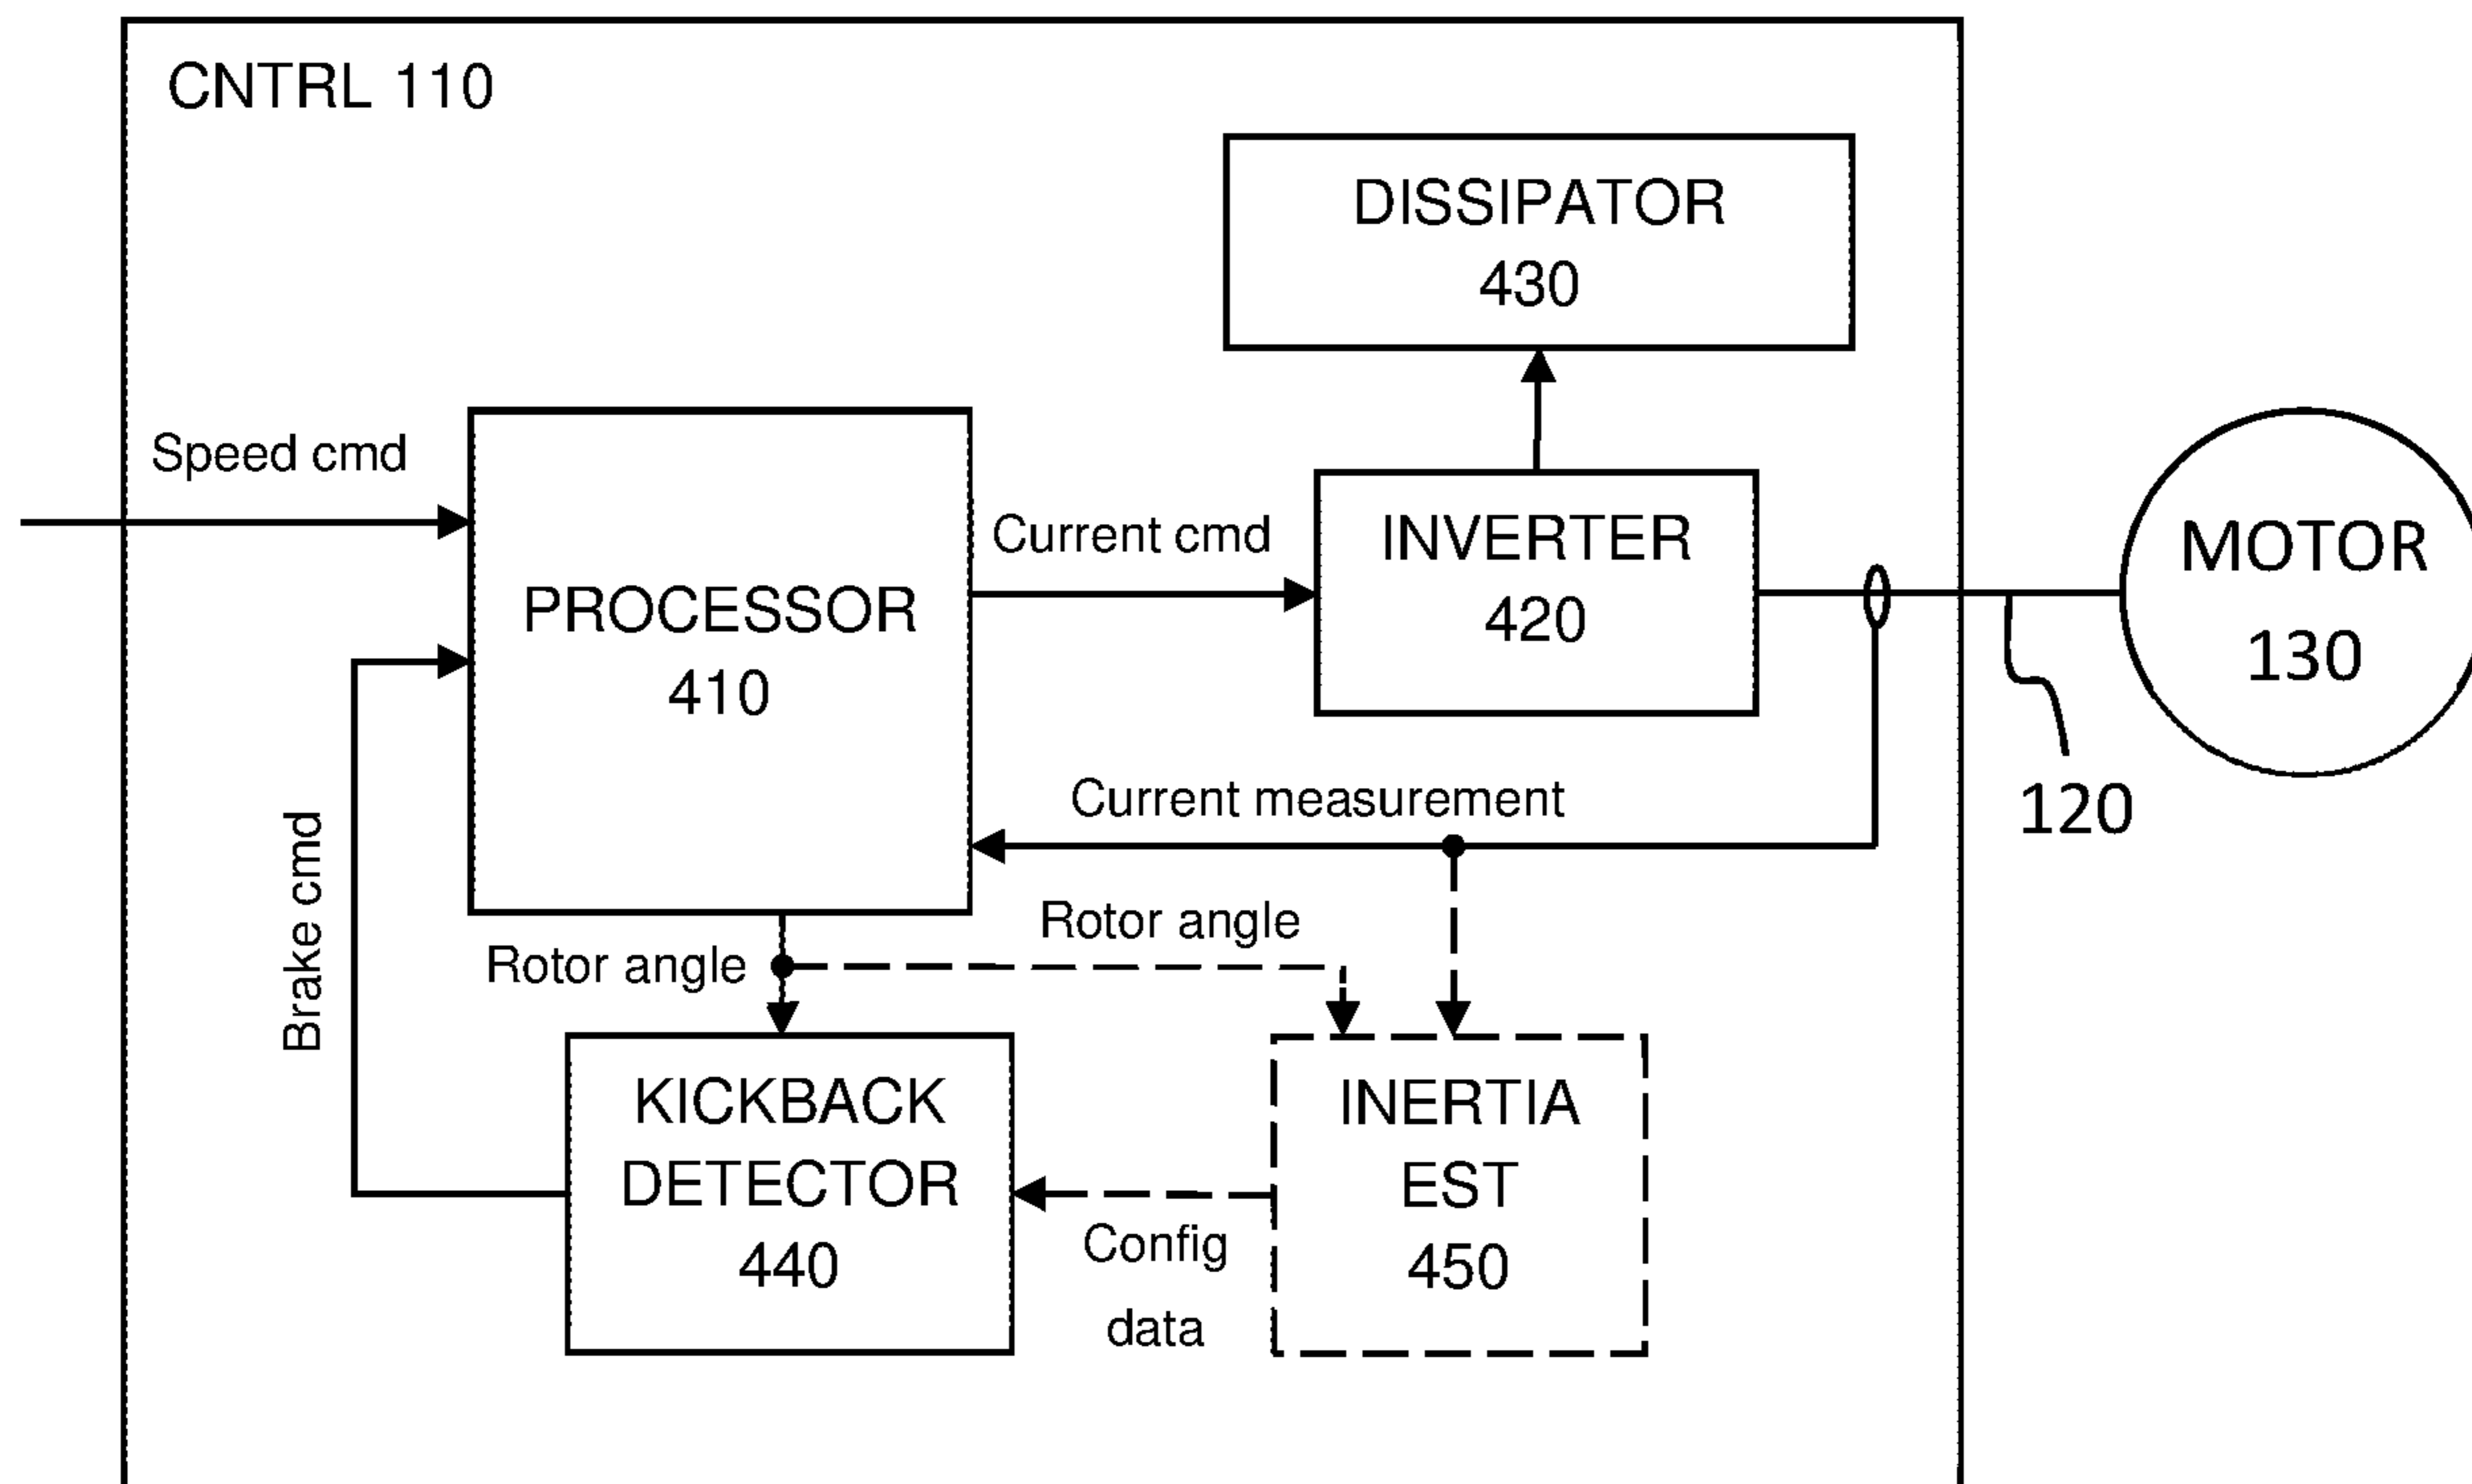 CNTRL 110
DISSIPATOR
430
Speed cmd
PROCESSOR
410
Current cmd
INVERTER
420
MOTOR
130
120
Current measurement
Brake cmd
Rotor angle
Rotor angle
KICKBACK
DETECTOR
440
Config
data
INERTIA
EST
450